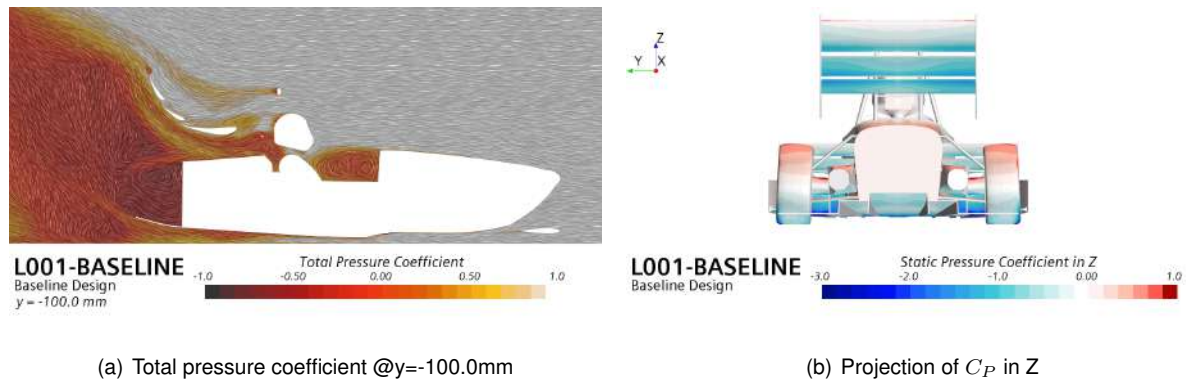 Z
Y
X
L001-BASELINE
Baseline Design
y = -100.0 mm
Total Pressure Coefficient
-1.0 -0.50 0.00 0.50 1.0
L001-BASELINE
Baseline Design
Static Pressure Coefficient in Z
-3.0 -2.0 -1.0 0.0 1.0
(a) Total pressure coefficient @y=-100.0mm
(b) Projection of C_P in Z